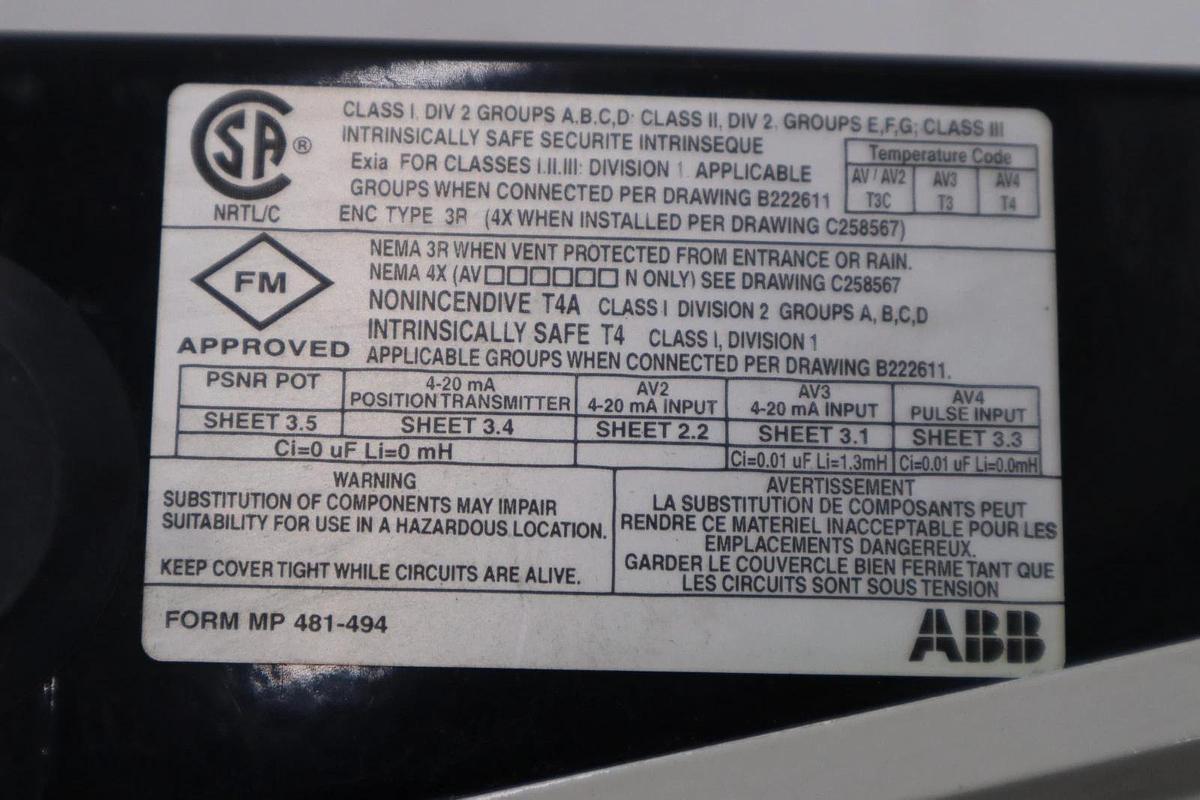 SA ®
NRTL/C
CLASS I, DIV 2 GROUPS A,B,C,D: CLASS II, DIV 2, GROUPS E,F,G; CLASS III
INTRINSICALLY SAFE SECURITE INTRINSEQUE
Exia FOR CLASSES I.II.III: DIVISION 1 APPLICABLE
GROUPS WHEN CONNECTED PER DRAWING B222611
ENC TYPE 3R (4X WHEN INSTALLED PER DRAWING C258567)
Temperature Code
AV / AV2 AV3 AV4
T3C T3 T4
FM
APPROVED
NEMA 3R WHEN VENT PROTECTED FROM ENTRANCE OR RAIN.
NEMA 4X (AV□□□□□□□ N ONLY) SEE DRAWING C258567
NONINCENDIVE T4A CLASS I DIVISION 2 GROUPS A, B,C,D
INTRINSICALLY SAFE T4 CLASS I, DIVISION 1
APPLICABLE GROUPS WHEN CONNECTED PER DRAWING B222611.
PSNR POT 4-20 mA POSITION TRANSMITTER AV2 4-20 mA INPUT AV3 4-20 mA INPUT AV4 PULSE INPUT
SHEET 3.5 SHEET 3.4 SHEET 2.2 SHEET 3.1 SHEET 3.3
Ci=0 uF Li=0 mH Ci=0.01 uF Li=1.3mH Ci=0.01 uF Li=0.0mH
WARNING
SUBSTITUTION OF COMPONENTS MAY IMPAIR
SUITABILITY FOR USE IN A HAZARDOUS LOCATION.
KEEP COVER TIGHT WHILE CIRCUITS ARE ALIVE.
AVERTISSEMENT
LA SUBSTITUTION DE COMPOSANTS PEUT
RENDRE CE MATERIEL INACCEPTABLE POUR LES
EMPLACEMENTS DANGEREUX.
GARDER LE COUVERCLE BIEN FERME TANT QUE
LES CIRCUITS SONT SOUS TENSION
FORM MP 481-494
ABB